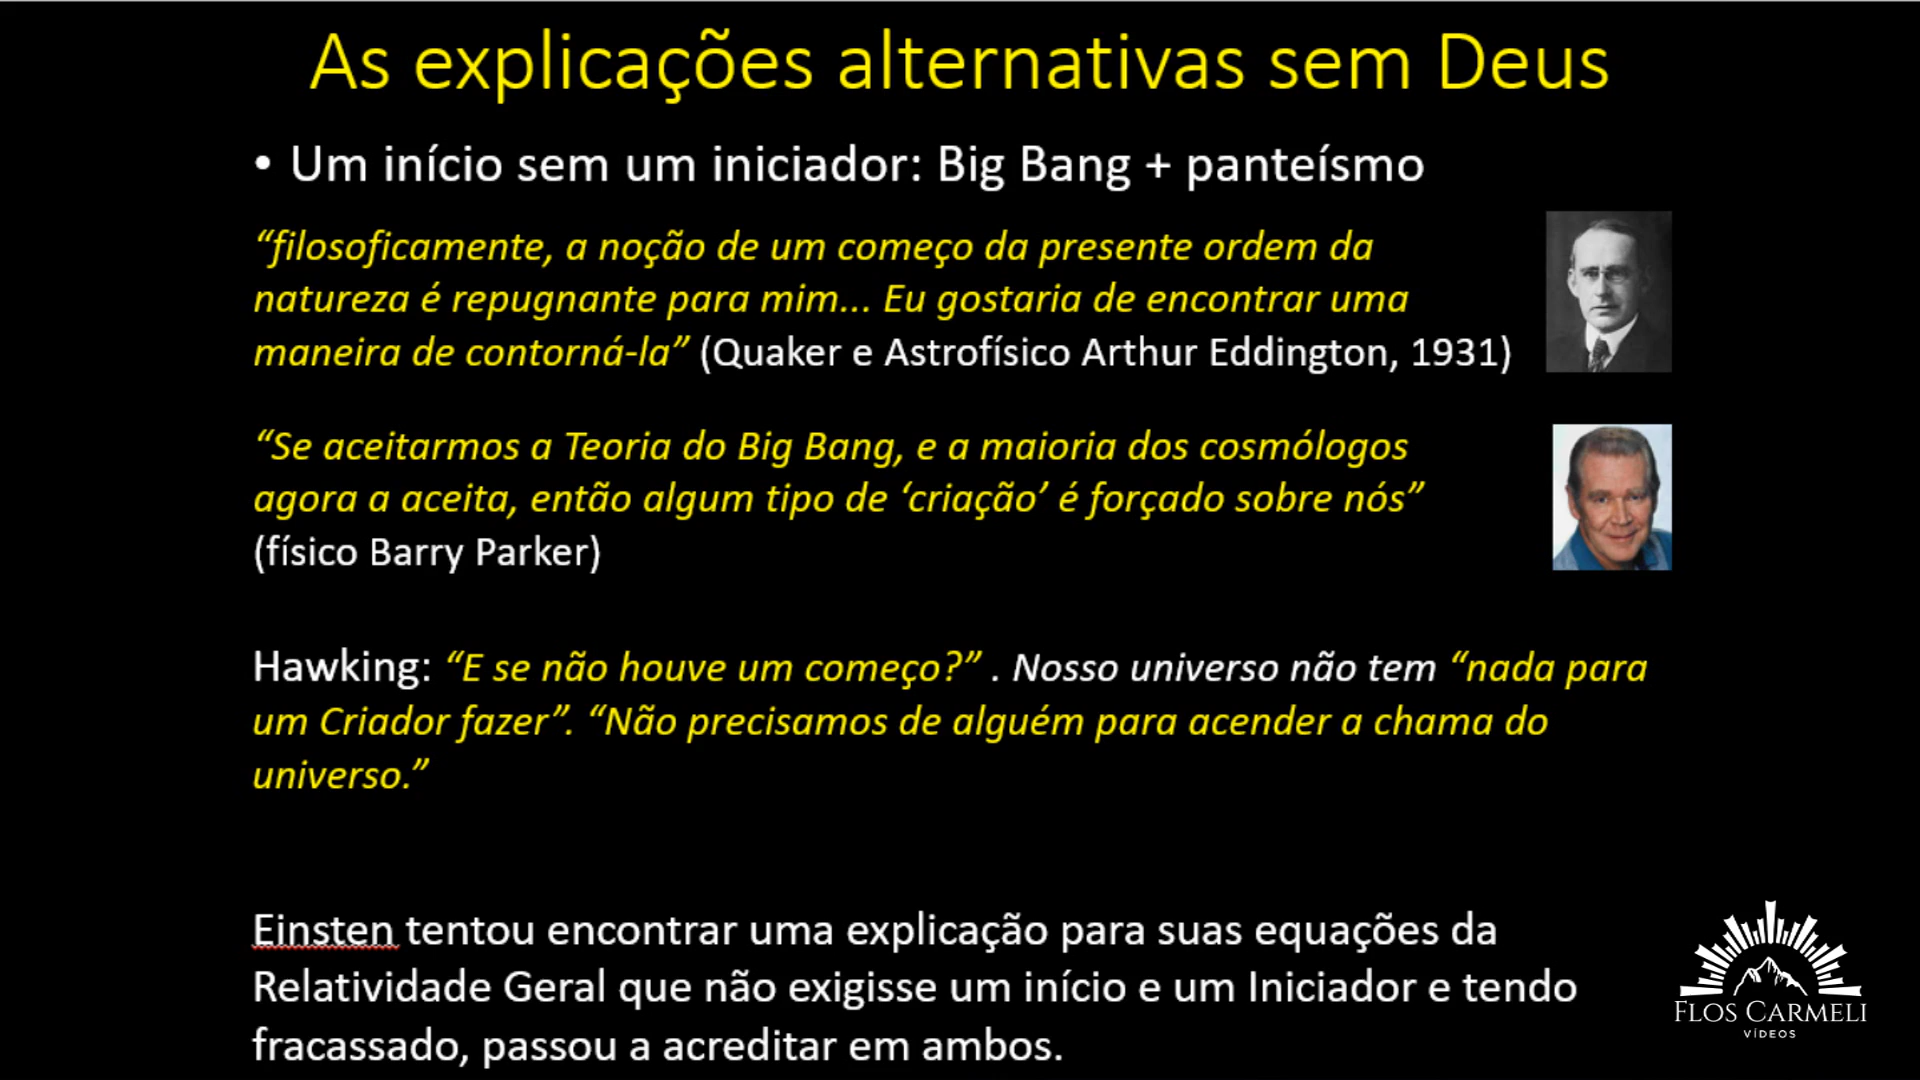 As explicações alternativas sem Deus
• Um início sem um iniciador: Big Bang + panteísmo
“filosoficamente, a noção de um começo da presente ordem da
natureza é repugnante para mim... Eu gostaria de encontrar uma
maneira de contorná-la” (Quaker e Astrofísico Arthur Eddington, 1931)
“Se aceitarmos a Teoria do Big Bang, e a maioria dos cosmólogos
agora a aceita, então algum tipo de ‘criação’ é forçado sobre nós”
(físico Barry Parker)
Hawking: “E se não houve um começo?” . Nosso universo não tem “nada para
um Criador fazer”. “Não precisamos de alguém para acender a chama do
universo.”
Einsten tentou encontrar uma explicação para suas equações da
Relatividade Geral que não exigisse um início e um Iniciador e tendo
fracassado, passou a acreditar em ambos.
FLOS CARMELI
VÍDEOS